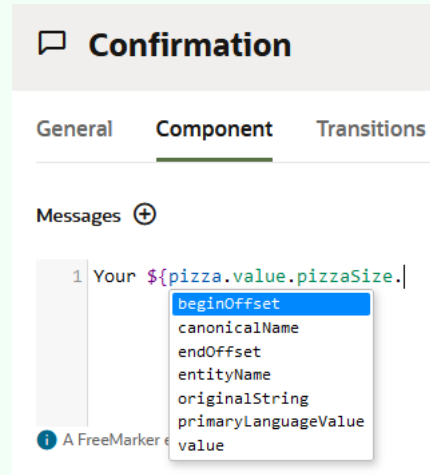 Confirmation
General Component Transitions
Messages
1 Your ${pizza.value.pizzaSize.
beginOffset
canonicalName
endOffset
entityName
originalString
primaryLanguageValue
value
A FreeMarker